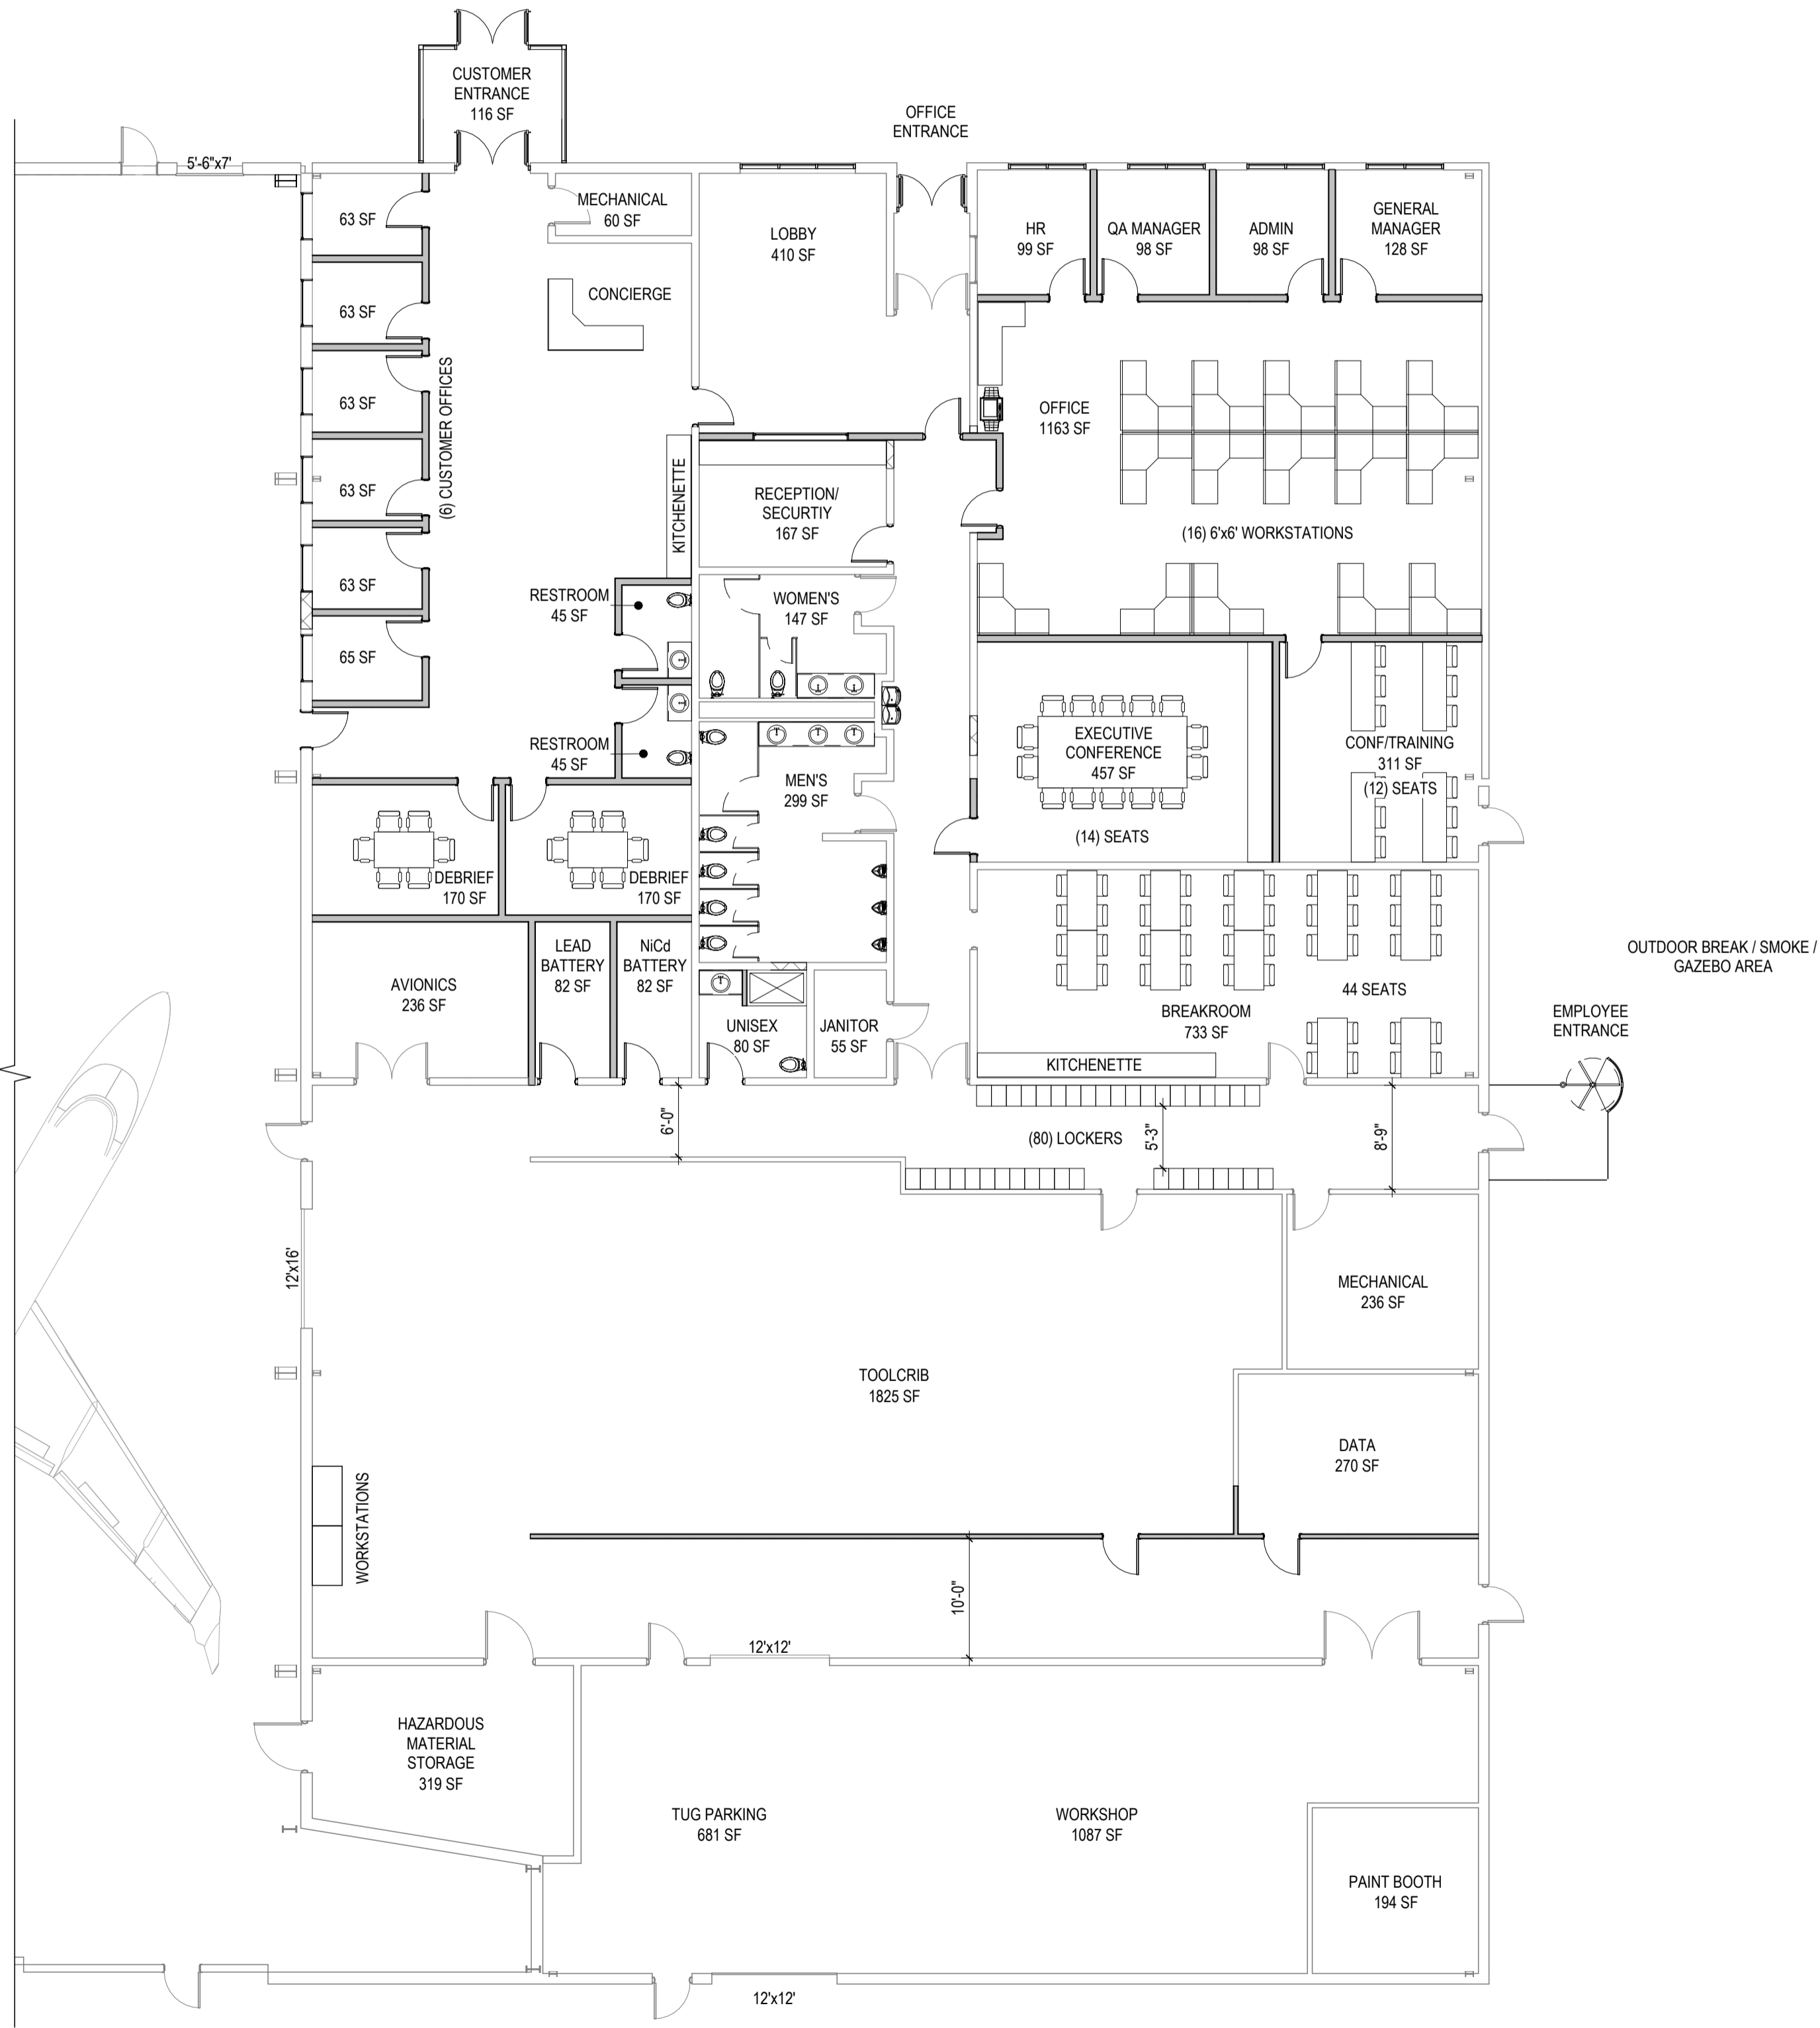 CUSTOMER
ENTRANCE
116 SF
OFFICE
ENTRANCE
5'-6"x7'
63 SF
MECHANICAL
60 SF
LOBBY
410 SF
HR
99 SF
QA MANAGER
98 SF
ADMIN
98 SF
GENERAL
MANAGER
128 SF
63 SF
CONCIERGE
63 SF
(6) CUSTOMER OFFICES
OFFICE
1163 SF
63 SF
KITCHENETTE
RECEPTION/
SECURTIY
167 SF
(16) 6'x6' WORKSTATIONS
63 SF
RESTROOM
45 SF
WOMEN'S
147 SF
65 SF
RESTROOM
45 SF
MEN'S
299 SF
EXECUTIVE
CONFERENCE
457 SF
(14) SEATS
CONF/TRAINING
311 SF
(12) SEATS
DEBRIEF
170 SF
DEBRIEF
170 SF
AVIONICS
236 SF
LEAD
BATTERY
82 SF
NiCd
BATTERY
82 SF
UNISEX
80 SF
JANITOR
55 SF
44 SEATS
BREAKROOM
733 SF
KITCHENETTE
OUTDOOR BREAK / SMOKE /
GAZEBO AREA
EMPLOYEE
ENTRANCE
6'-0"
(80) LOCKERS
5'-3"
8'-9"
12'x16'
MECHANICAL
236 SF
TOOLCRIB
1825 SF
DATA
270 SF
WORKSTATIONS
10'-0"
12'x12'
HAZARDOUS
MATERIAL
STORAGE
319 SF
TUG PARKING
681 SF
WORKSHOP
1087 SF
PAINT BOOTH
194 SF
12'x12'